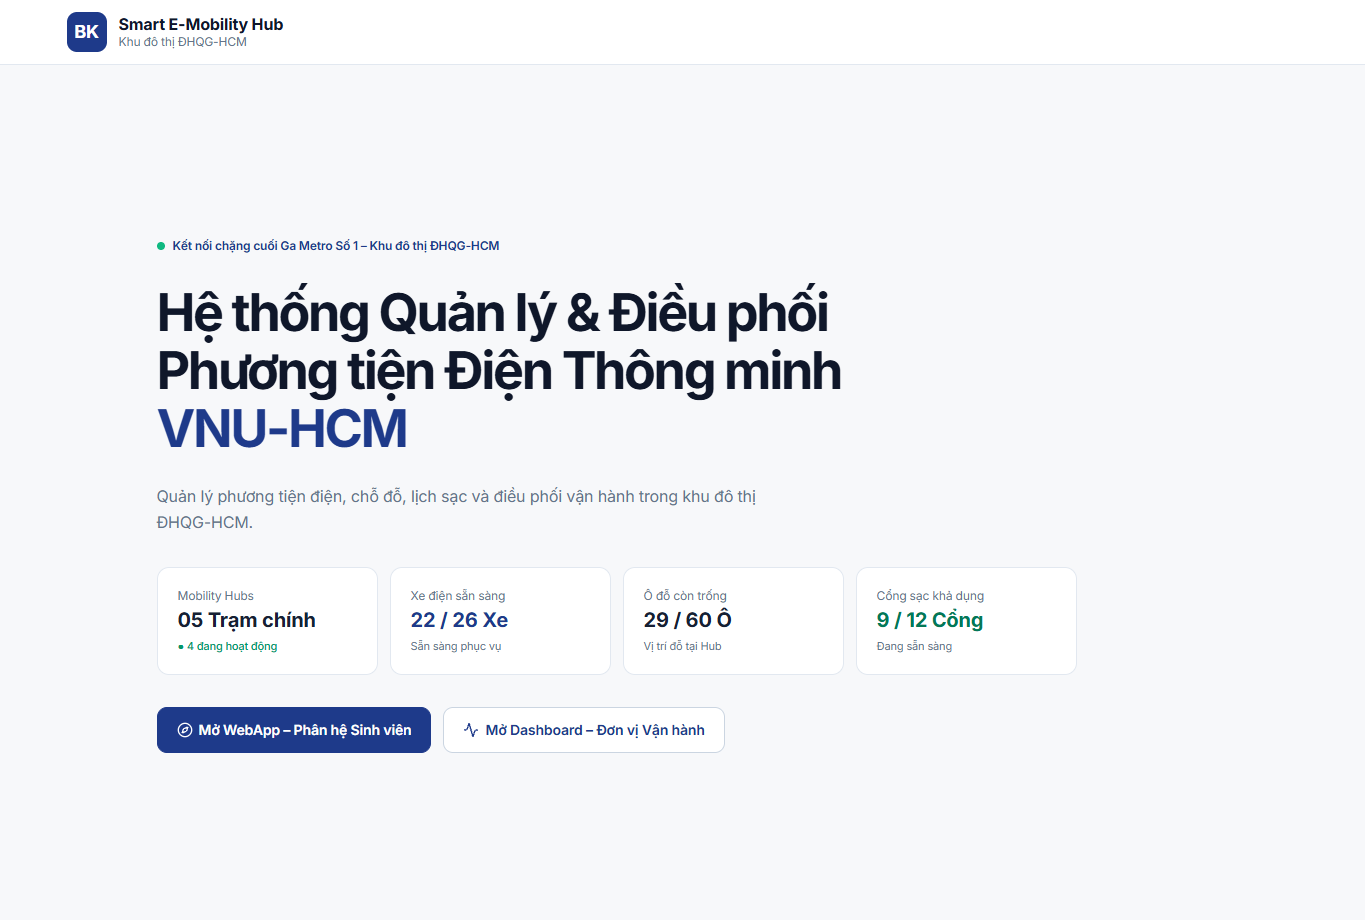 BK
Smart E-Mobility Hub
Khu đô thị ĐHQG-HCM
Kết nối chặng cuối Ga Metro Số 1 – Khu đô thị ĐHQG-HCM
Hệ thống Quản lý & Điều phối
Phương tiện Điện Thông minh
VNU-HCM
Quản lý phương tiện điện, chỗ đỗ, lịch sạc và điều phối vận hành trong khu đô thị
ĐHQG-HCM.
Mobility Hubs
05 Trạm chính
● 4 đang hoạt động
Xe điện sẵn sàng
22 / 26 Xe
Sẵn sàng phục vụ
Ô đỗ còn trống
29 / 60 Ô
Vị trí đỗ tại Hub
Cổng sạc khả dụng
9 / 12 Cổng
Đang sẵn sàng
Mở WebApp – Phân hệ Sinh viên
Mở Dashboard – Đơn vị Vận hành